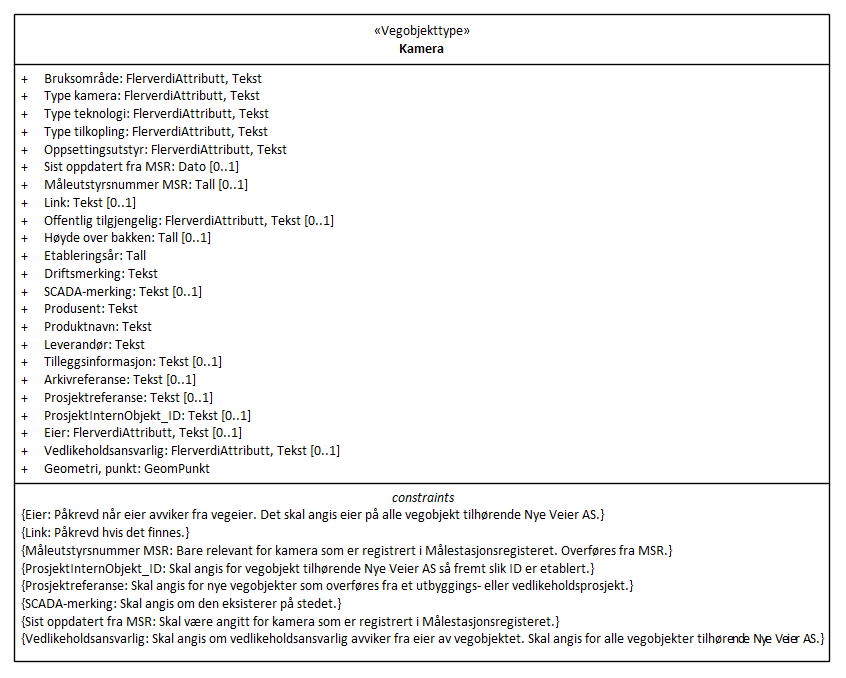 «Vegobjekttype»
Kamera
+ Bruksområde: FlerverdiAttributt, Tekst
+ Type kamera: FlerverdiAttributt, Tekst
+ Type teknologi: FlerverdiAttributt, Tekst
+ Type tilkopling: FlerverdiAttributt, Tekst
+ Oppsettingsutstyr: FlerverdiAttributt, Tekst
+ Sist oppdatert fra MSR: Dato [0..1]
+ Måleutstyrsnummer MSR: Tall [0..1]
+ Link: Tekst [0..1]
+ Offentlig tilgjengelig: FlerverdiAttributt, Tekst [0..1]
+ Høyde over bakken: Tall [0..1]
+ Etableringsår: Tall
+ Driftsmerking: Tekst
+ SCADA-merking: Tekst [0..1]
+ Produsent: Tekst
+ Produktnavn: Tekst
+ Leverandør: Tekst
+ Tilleggsinformasjon: Tekst [0..1]
+ Arkivreferanse: Tekst [0..1]
+ Prosjektreferanse: Tekst [0..1]
+ ProsjektInternObjekt_ID: Tekst [0..1]
+ Eier: FlerverdiAttributt, Tekst [0..1]
+ Vedlikeholdsansvarlig: FlerverdiAttributt, Tekst [0..1]
+ Geometri, punkt: GeomPunkt
constraints
{Eier: Påkrevd når eier avviker fra vegeier. Det skal angis eier på alle vegobjekt tilhørende Nye Veier AS.}
{Link: Påkrevd hvis det finnes.}
{Måleutstyrsnummer MSR: Bare relevant for kamera som er registrert i Målestasjonsregisteret. Overføres fra MSR.}
{ProsjektInternObjekt_ID: Skal angis for vegobjekt tilhørende Nye Veier AS så fremt slik ID er etablert.}
{Prosjektreferanse: Skal angis for nye vegobjekter som overføres fra et utbyggings- eller vedlikeholdsprosjekt.}
{SCADA-merking: Skal angis om den eksisterer på stedet.}
{Sist oppdatert fra MSR: Skal være angitt for kamera som er registrert i Målestasjonsregisteret.}
{Vedlikeholdsansvarlig: Skal angis om vedlikeholdsansvarlig avviker fra eier av vegobjektet. Skal angis for alle vegobjekter tilhørende Nye Veier AS.}